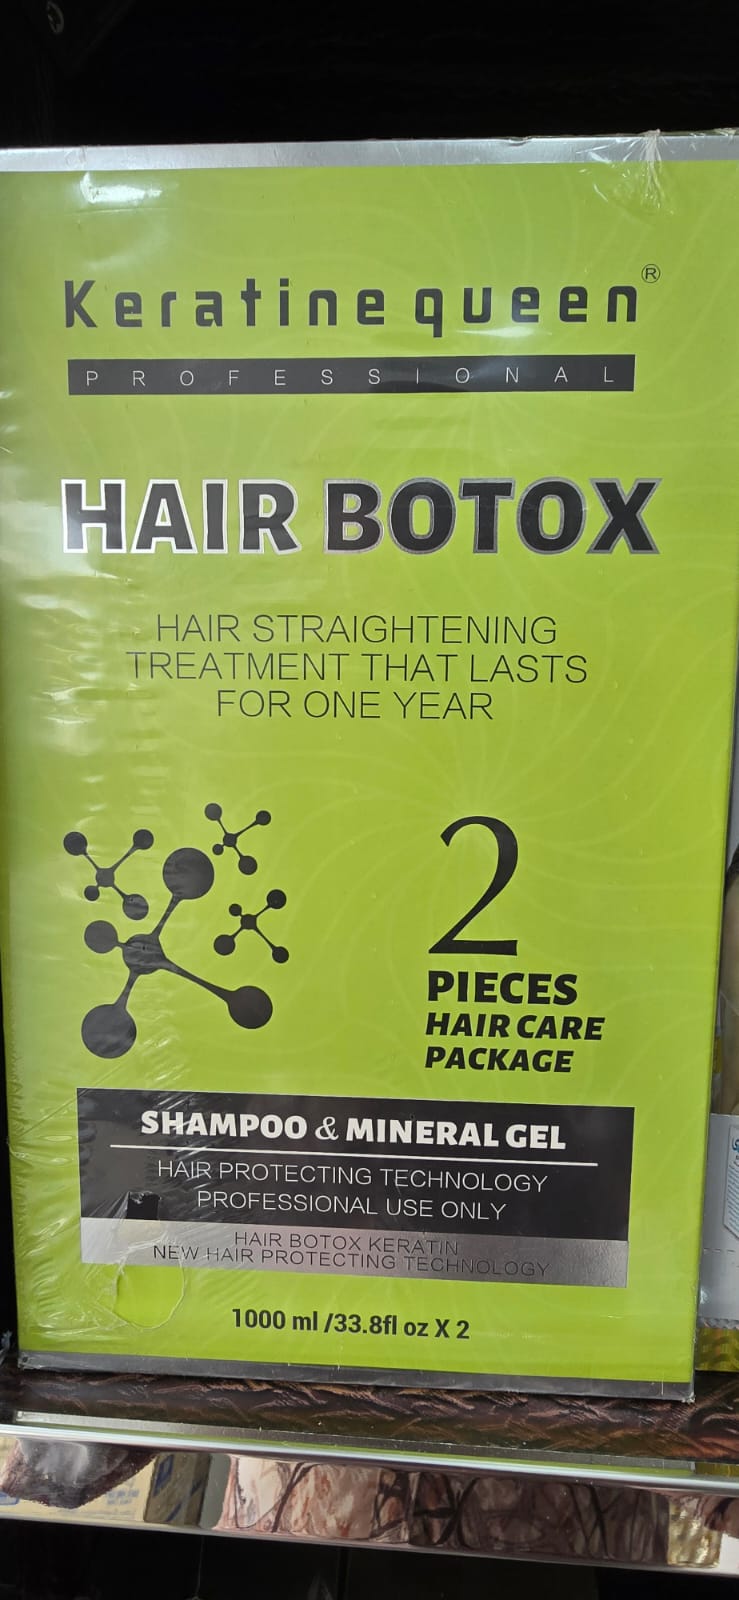 Keratine queen®
PROFESSIONAL
HAIR BOTOX
HAIR STRAIGHTENING
TREATMENT THAT LASTS
FOR ONE YEAR
2
PIECES
HAIR CARE
PACKAGE
SHAMPOO & MINERAL GEL
HAIR PROTECTING TECHNOLOGY
PROFESSIONAL USE ONLY
HAIR BOTOX KERATIN
NEW HAIR PROTECTING TECHNOLOGY
1000 ml /33.8fl oz X 2